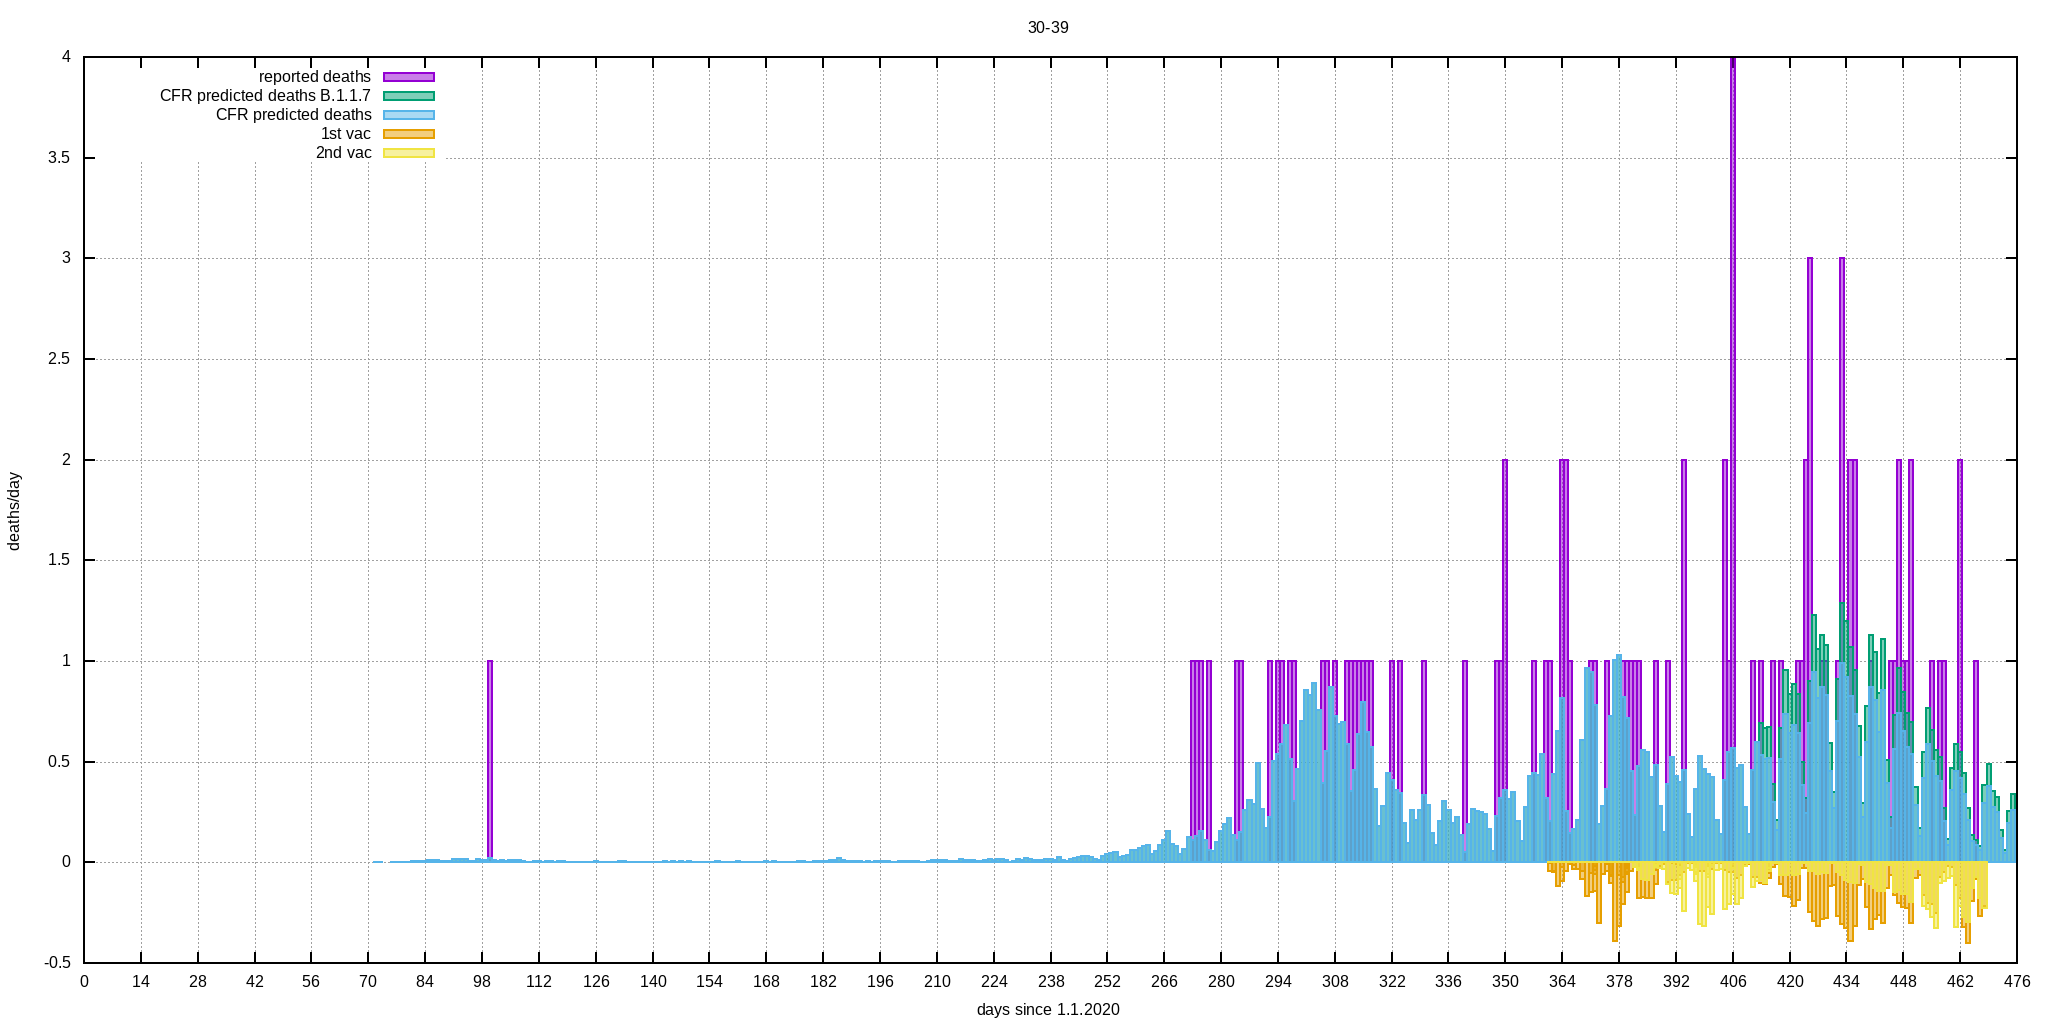 30-39
reported deaths
CFR predicted deaths B.1.1.7
CFR predicted deaths
1st vac
2nd vac
4
3.5
3
2.5
2
1.5
1
0.5
0
-0.5
deaths/day
0 14 28 42 56 70 84 98 112 126 140 154 168 182 196 210 224 238 252 266 280 294 308 322 336 350 364 378 392 406 420 434 448 462 476
days since 1.1.2020